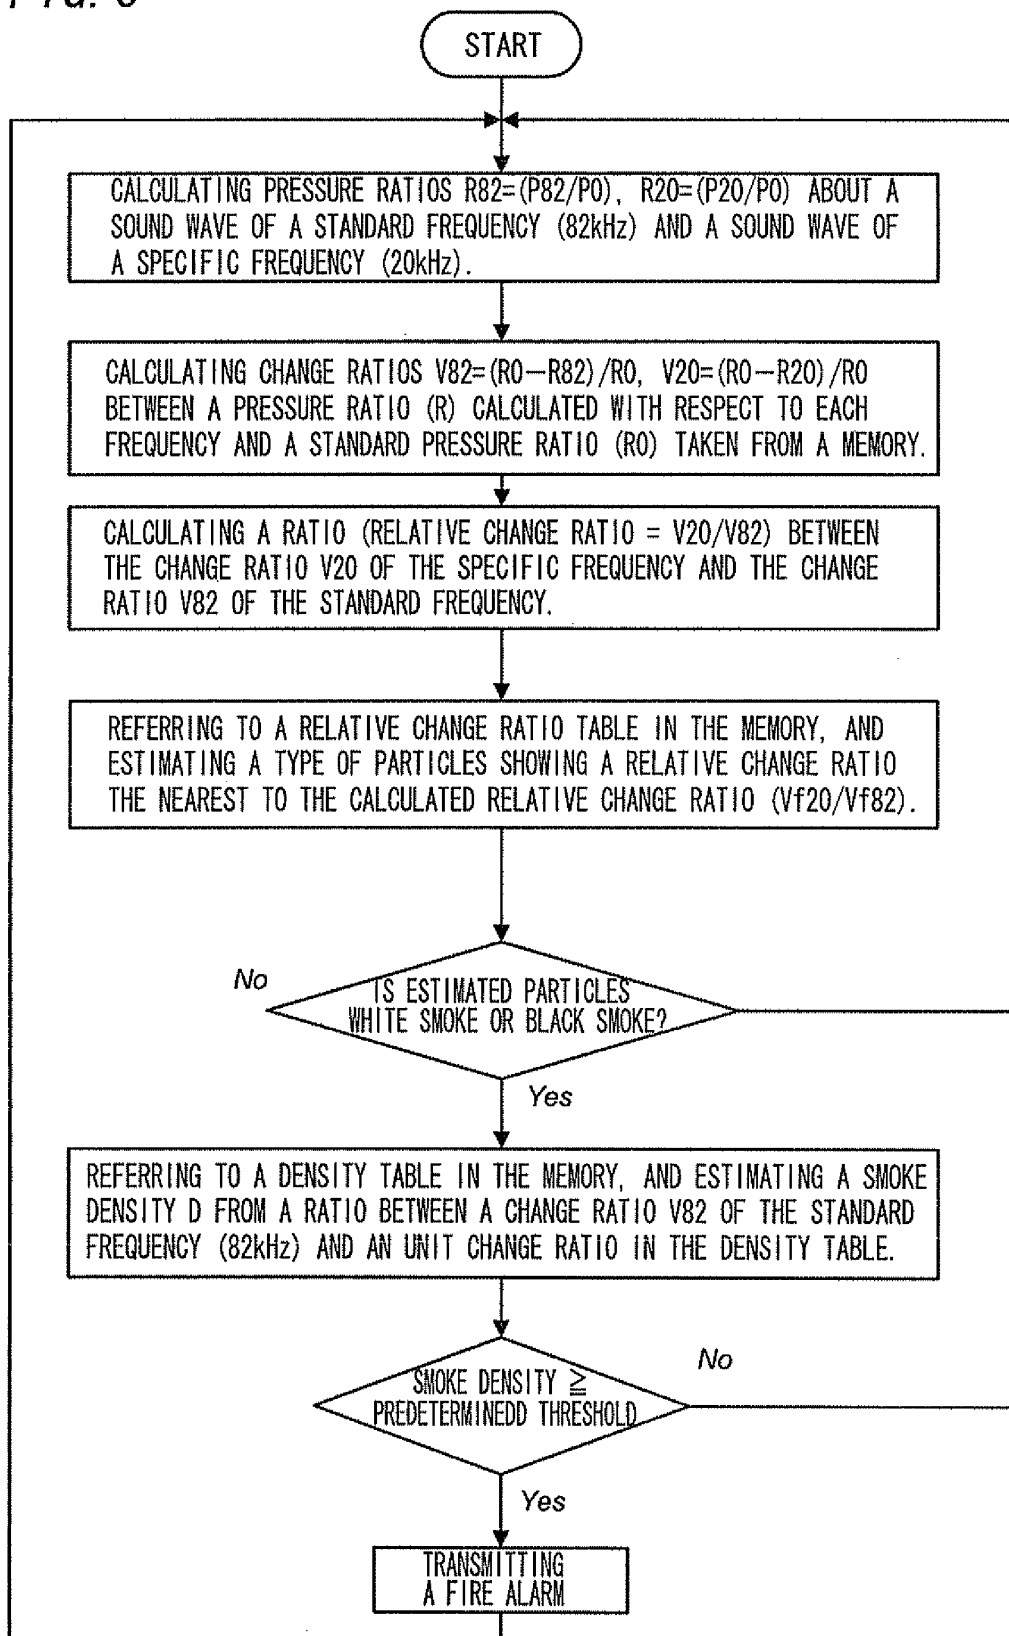 START
CALCULATING PRESSURE RATIOS R82=(P82/P0), R20=(P20/P0) ABOUT A
SOUND WAVE OF A STANDARD FREQUENCY (82kHz) AND A SOUND WAVE OF
A SPECIFIC FREQUENCY (20kHz).
CALCULATING CHANGE RATIOS V82=(R0-R82)/R0, V20=(R0-R20)/R0
BETWEEN A PRESSURE RATIO (R) CALCULATED WITH RESPECT TO EACH
FREQUENCY AND A STANDARD PRESSURE RATIO (R0) TAKEN FROM A MEMORY.
CALCULATING A RATIO (RELATIVE CHANGE RATIO = V20/V82) BETWEEN
THE CHANGE RATIO V20 OF THE SPECIFIC FREQUENCY AND THE CHANGE
RATIO V82 OF THE STANDARD FREQUENCY.
REFERRING TO A RELATIVE CHANGE RATIO TABLE IN THE MEMORY, AND
ESTIMATING A TYPE OF PARTICLES SHOWING A RELATIVE CHANGE RATIO
THE NEAREST TO THE CALCULATED RELATIVE CHANGE RATIO (Vf20/Vf82).
No
IS ESTIMATED PARTICLES
WHITE SMOKE OR BLACK SMOKE?
Yes
REFERRING TO A DENSITY TABLE IN THE MEMORY, AND ESTIMATING A SMOKE
DENSITY D FROM A RATIO BETWEEN A CHANGE RATIO V82 OF THE STANDARD
FREQUENCY (82kHz) AND AN UNIT CHANGE RATIO IN THE DENSITY TABLE.
No
SMOKE DENSITY ≧
PREDETERMINEDD THRESHOLD
Yes
TRANSMITTING
A FIRE ALARM